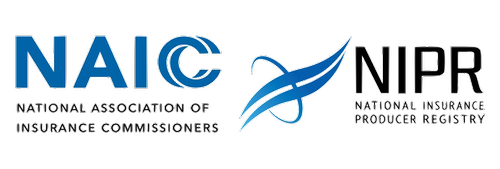 NAIC
NATIONAL ASSOCIATION OF
INSURANCE COMMISSIONERS
NIPR
NATIONAL INSURANCE
PRODUCER REGISTRY